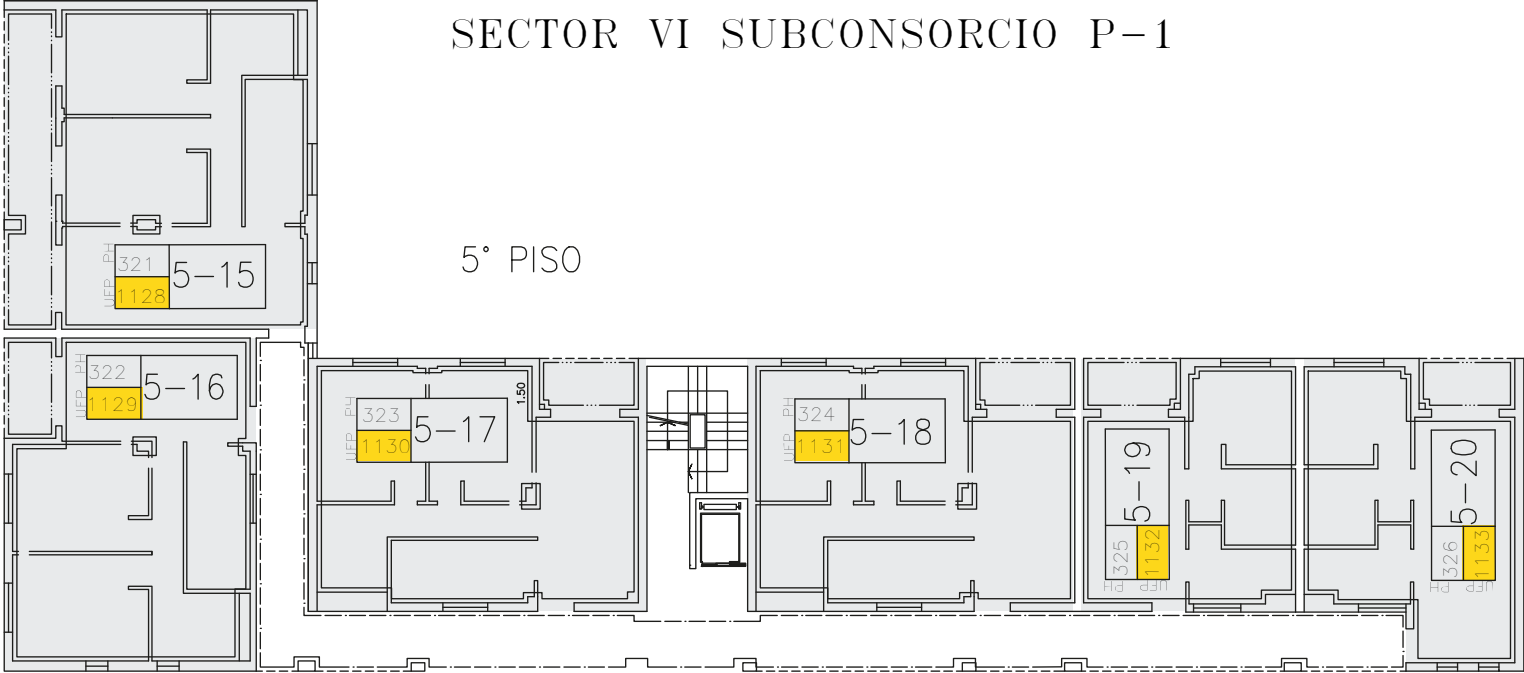 SECTOR VI SUBCONSORCIO P-1
5° PISO
PH 321 5-15
UFP 1128
PH 322 5-16
UFP 1129
1.50
PH 323 5-17
UFP 1130
PH 324 5-18
UFP 1131
5-19
PH 325
UFP 1132
5-20
PH 326
UFP 1133